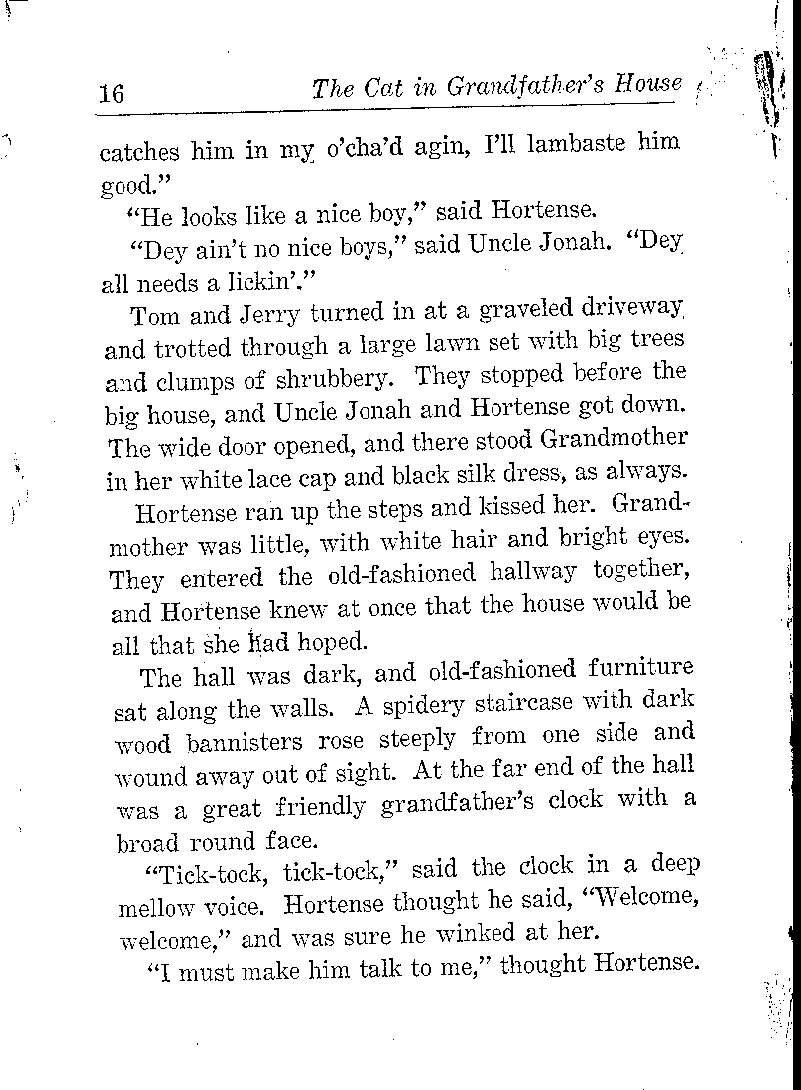 16 The Cat in Grandfather's House
catches him in my o'cha'd agin, I'll lambaste him
good."
"He looks like a nice boy," said Hortense.
"Dey ain't no nice boys," said Uncle Jonah. "Dey
all needs a lickin'."
Tom and Jerry turned in at a graveled driveway
and trotted through a large lawn set with big trees
and clumps of shrubbery. They stopped before the
big house, and Uncle Jonah and Hortense got down.
The wide door opened, and there stood Grandmother
in her white lace cap and black silk dress, as always.
Hortense ran up the steps and kissed her. Grand-
mother was little, with white hair and bright eyes.
They entered the old-fashioned hallway together,
and Hortense knew at once that the house would be
all that she had hoped.
The hall was dark, and old-fashioned furniture
sat along the walls. A spidery staircase with dark
wood bannisters rose steeply from one side and
wound away out of sight. At the far end of the hall
was a great friendly grandfather's clock with a
broad round face.
"Tick-tock, tick-tock," said the clock in a deep
mellow voice. Hortense thought he said, "Welcome,
welcome," and was sure he winked at her.
"I must make him talk to me," thought Hortense.